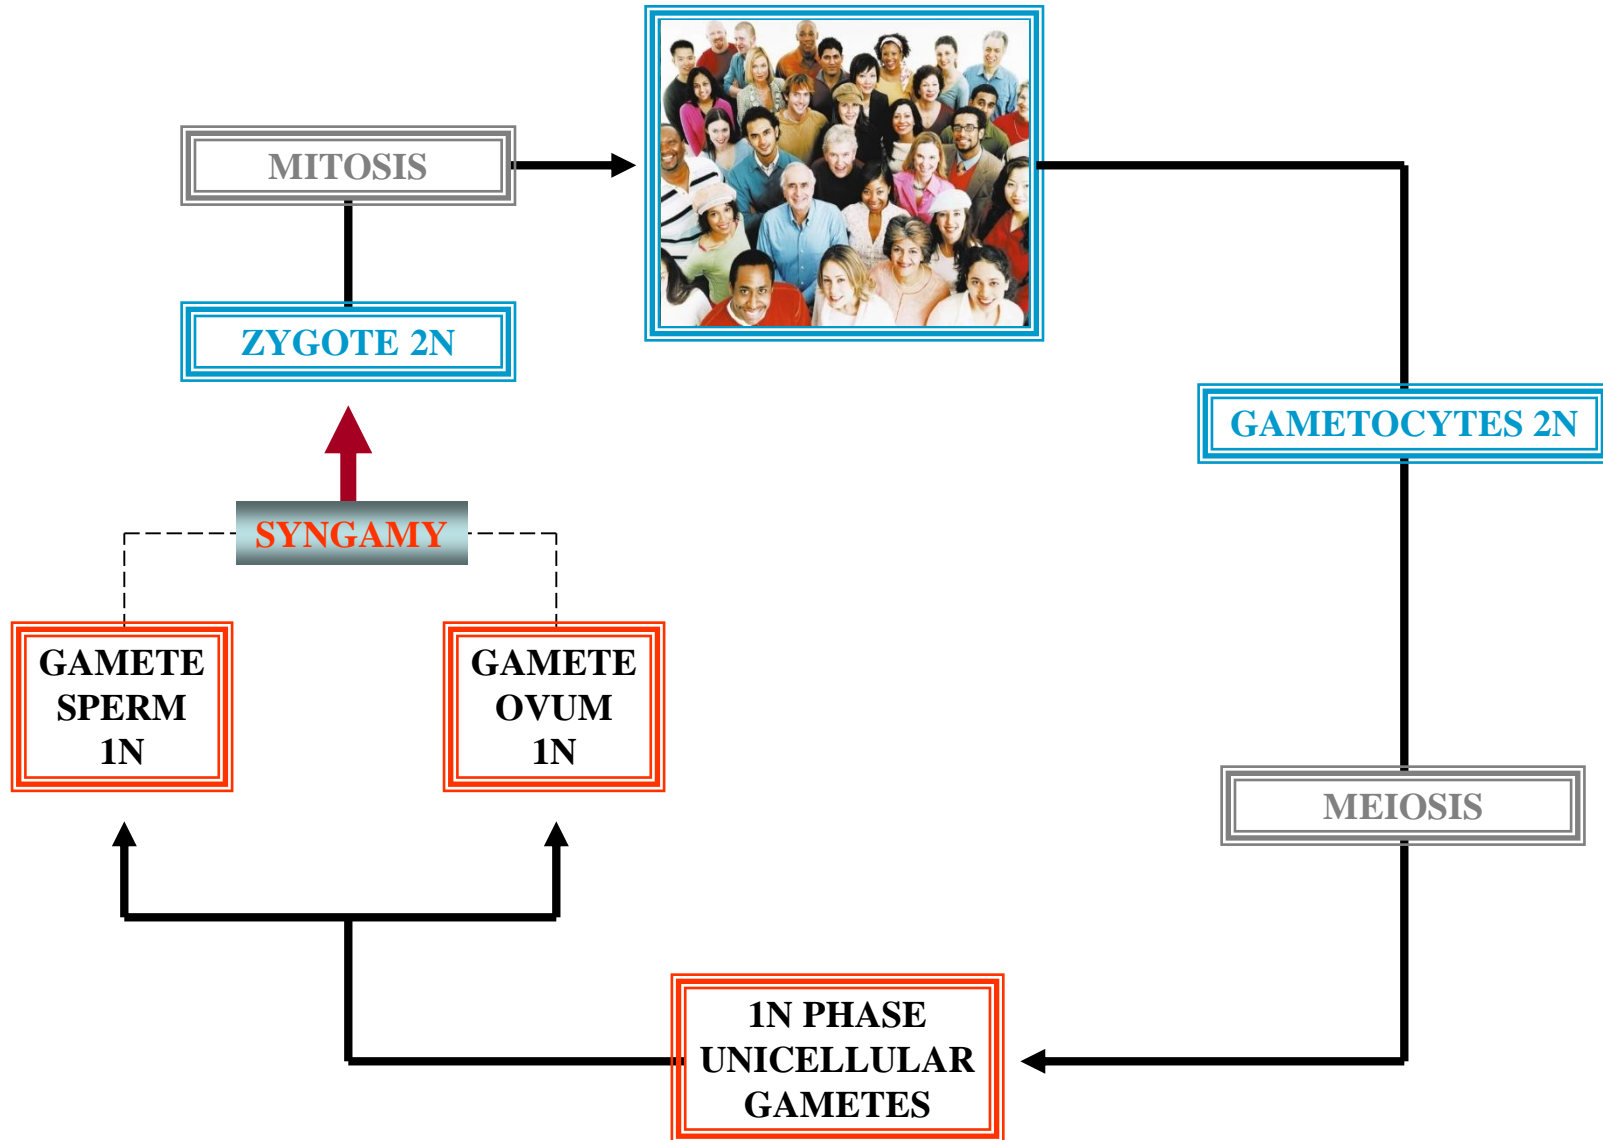 MITOSIS
ZYGOTE 2N
GAMETOCYTES 2N
SYNGAMY
GAMETE
SPERM
1N
GAMETE
OVUM
1N
MEIOSIS
1N PHASE
UNICELLULAR
GAMETES